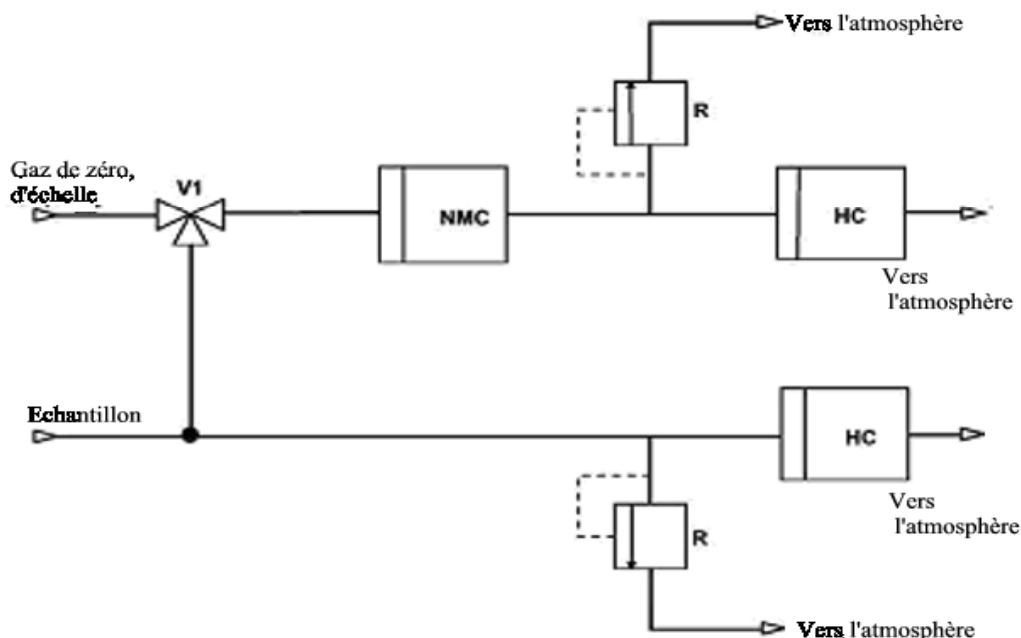 Vers l'atmosphère
R
Gaz de zéro,
d'échelle
V1
NMC
HC
Vers
l'atmosphère
Echantillon
HC
Vers
l'atmosphère
R
Vers l'atmosphère